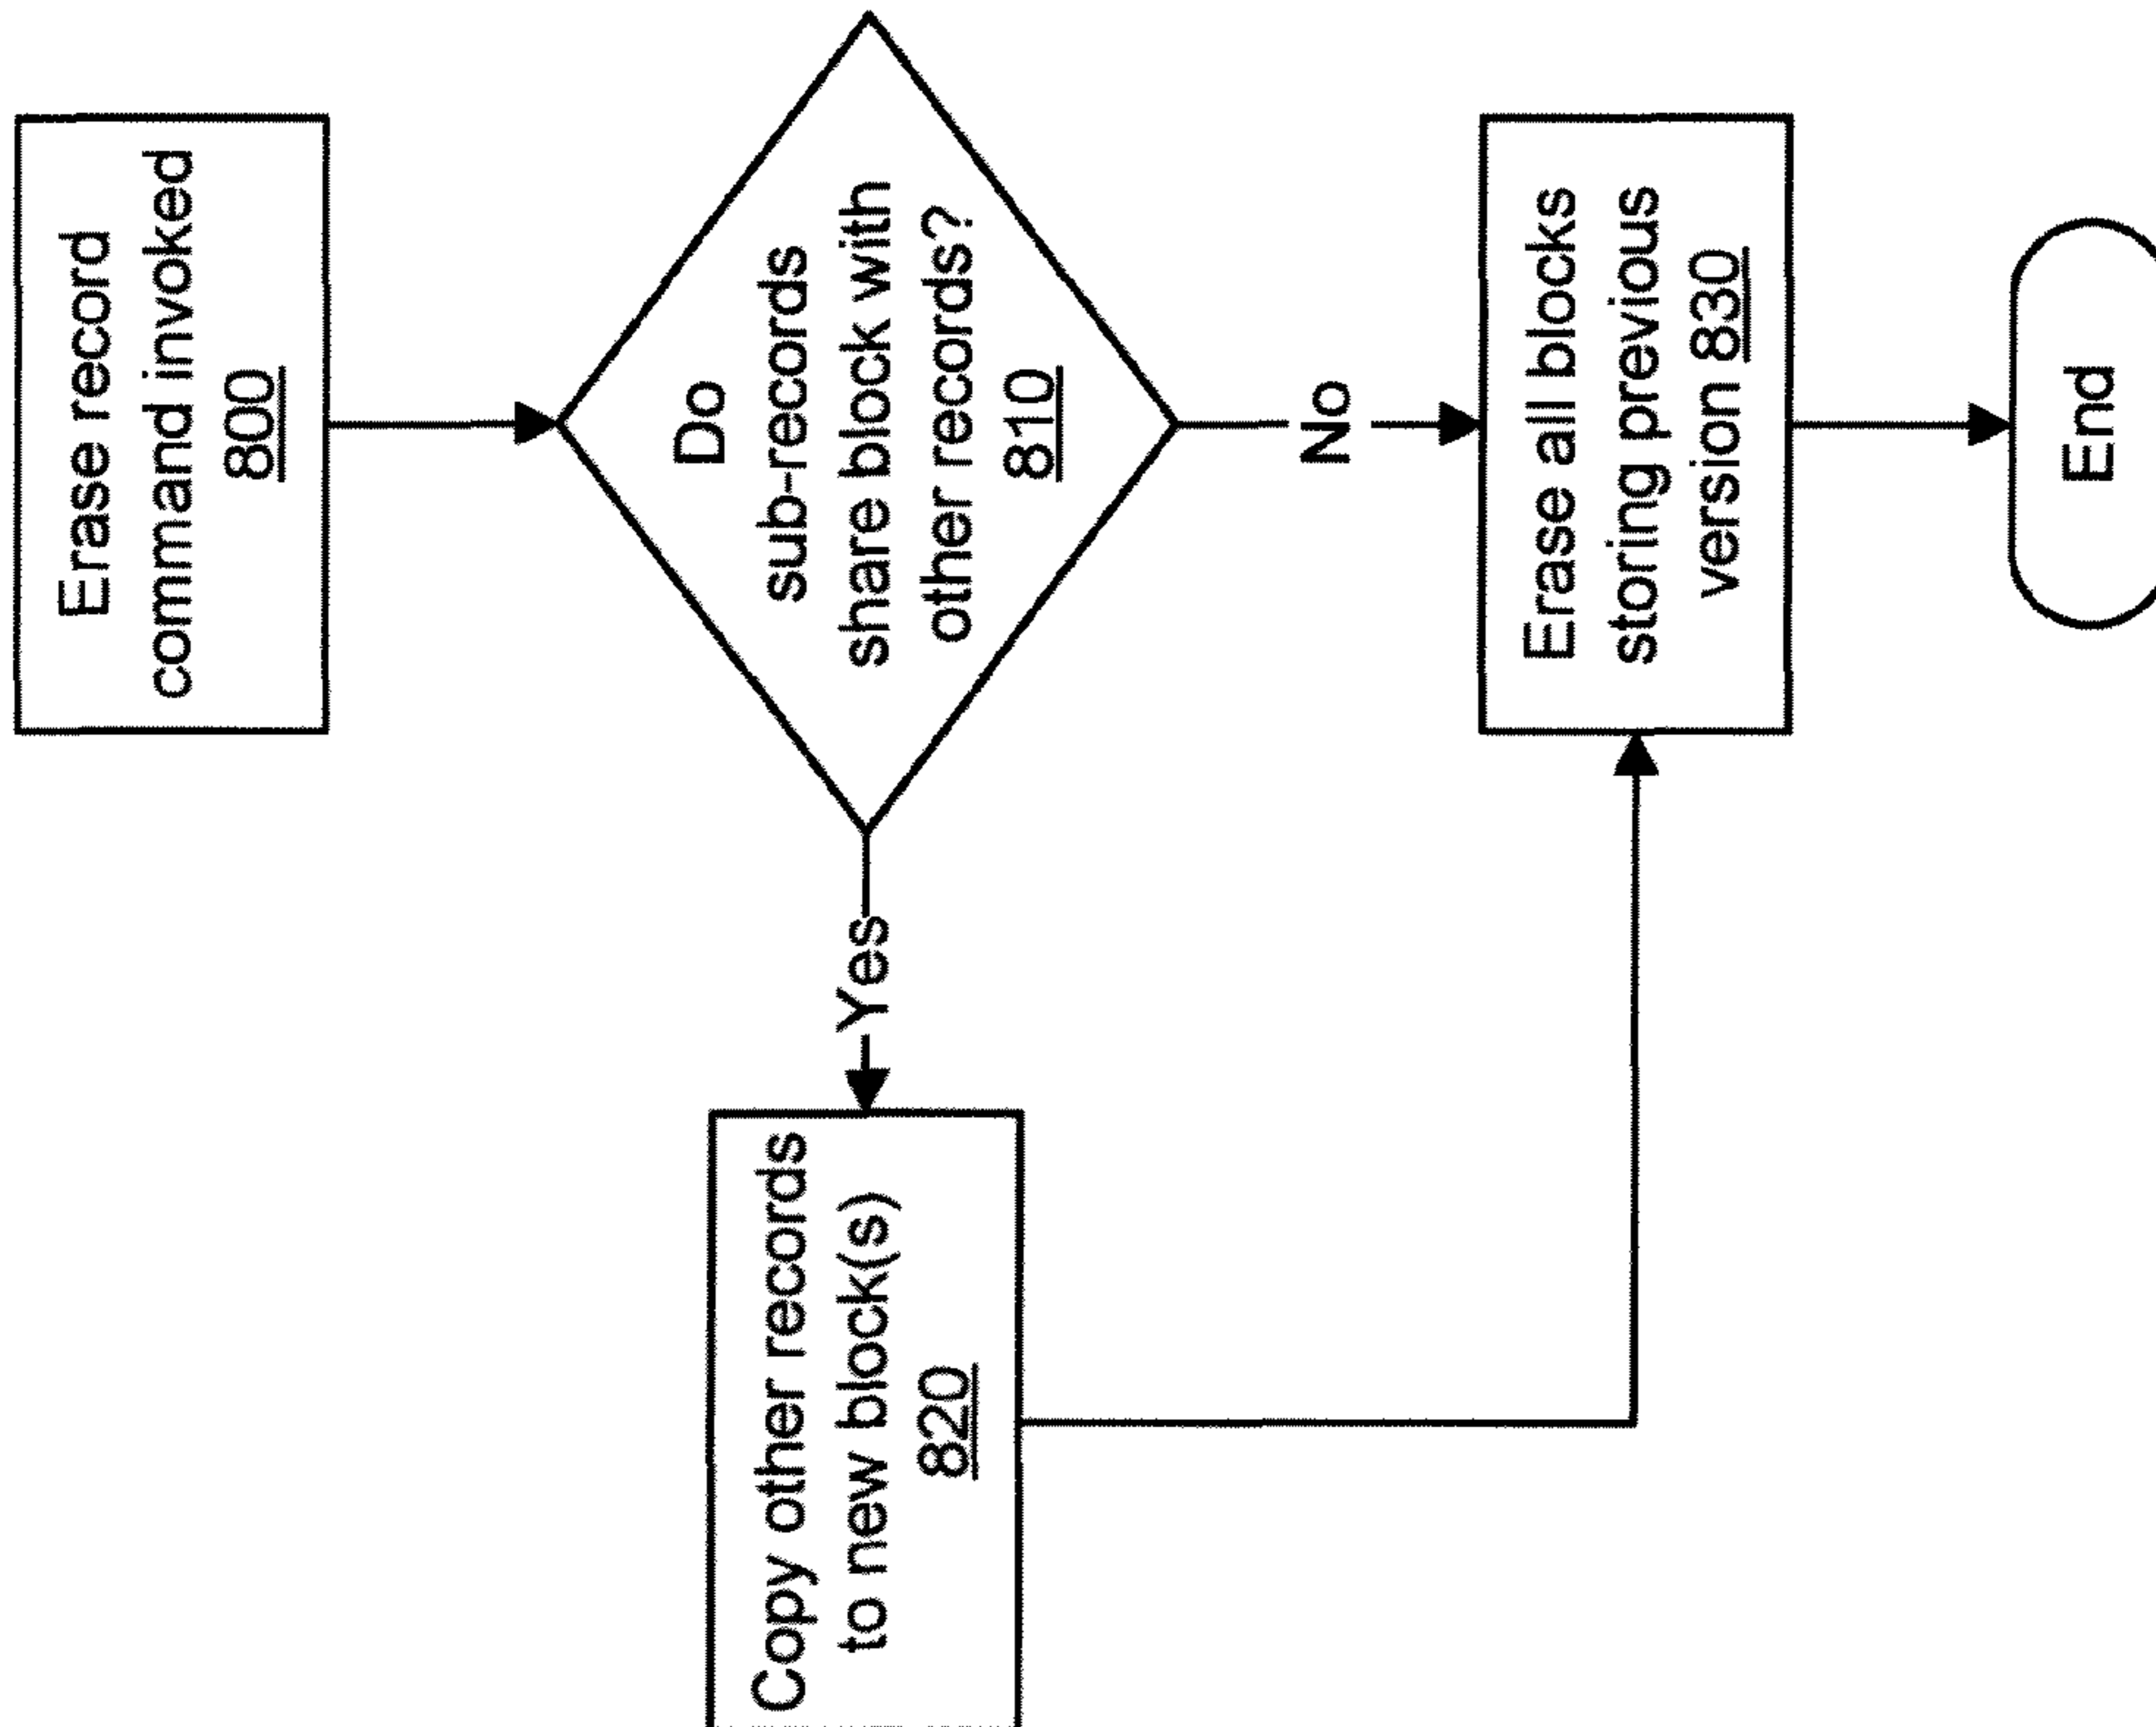 Erase record
command invoked
800
Do
sub-records
share block with
other records?
810
Yes
No
Copy other records
to new block(s)
820
Erase all blocks
storing previous
version 830
End